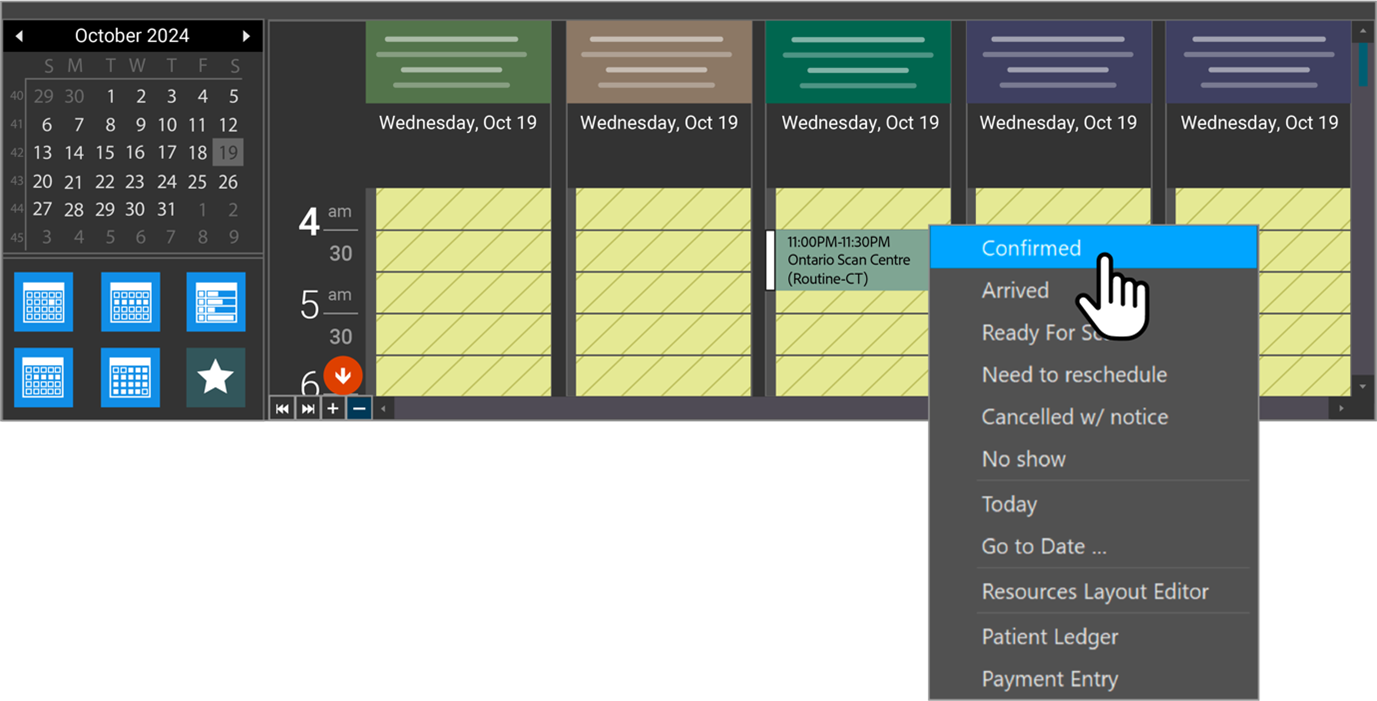 October 2024
S M T W T F S
40 29 30 1 2 3 4 5
41 6 7 8 9 10 11 12
42 13 14 15 16 17 18 19
43 20 21 22 23 24 25 26
44 27 28 29 30 31 1 2
45 3 4 5 6 7 8 9
Wednesday, Oct 19 Wednesday, Oct 19 Wednesday, Oct 19 Wednesday, Oct 19 Wednesday, Oct 19
4 am
30
5 am
30
6
11:00PM-11:30PM
Ontario Scan Centre
(Routine-CT)
Confirmed
Arrived
Ready For
Need to reschedule
Cancelled w/ notice
No show
Today
Go to Date ...
Resources Layout Editor
Patient Ledger
Payment Entry